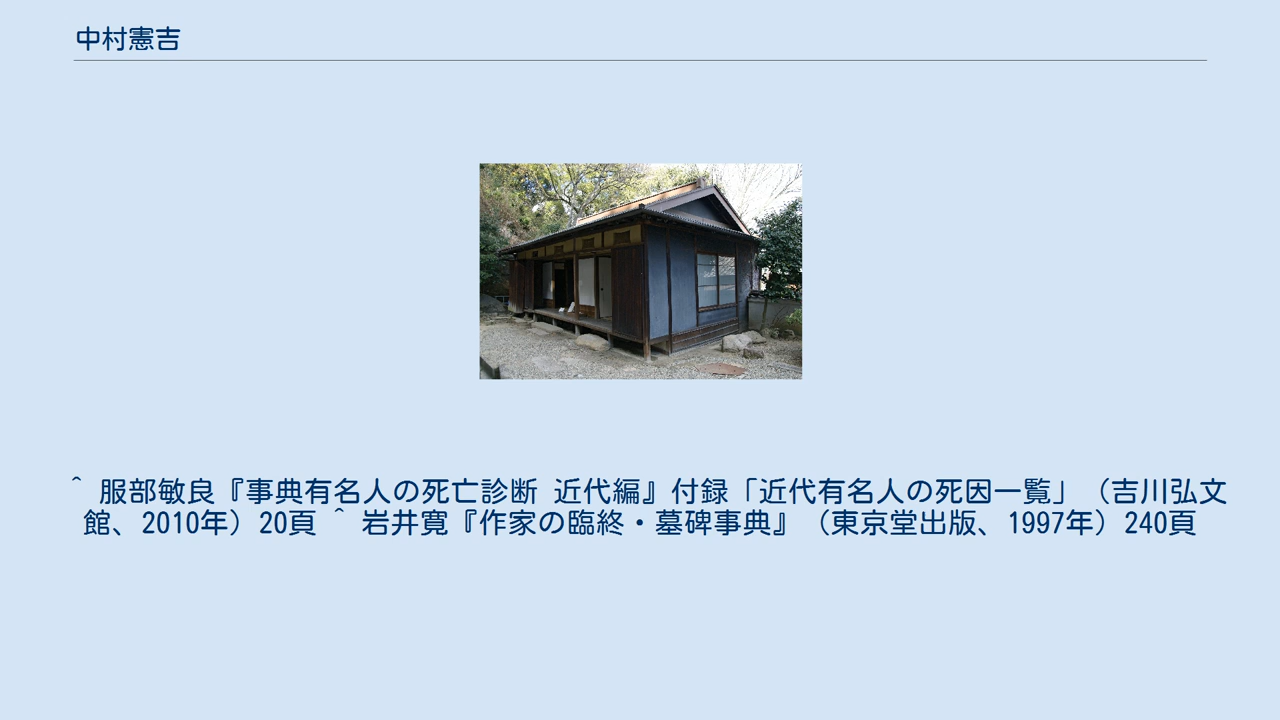 中村憲吉
^ 服部敏良『事典有名人の死亡診断 近代編』付録「近代有名人の死因一覧」（吉川弘文
館、2010年）20頁 ^ 岩井寛『作家の臨終・墓碑事典』（東京堂出版、1997年）240頁